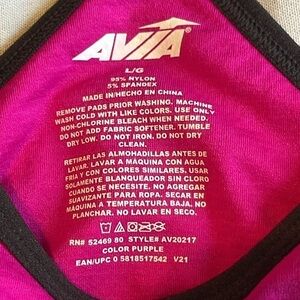 AVIA
L/G
95% NYLON
5% SPANDEX
MADE IN/HECHO EN CHINA
REMOVE PADS PRIOR WASHING. MACHINE
WASH COLD WITH LIKE COLORS. USE ONLY
NON-CHLORINE BLEACH WHEN NEEDED.
DO NOT ADD FABRIC SOFTENER. TUMBLE
DRY LOW. DO NOT IRON. DO NOT DRY
CLEAN.
RETIRAR LAS ALMOHADILLAS ANTES DE
LAVAR. LAVAR A MÁQUINA CON AGUA
FRIA Y CON COLORES SIMILARES. USAR
SOLAMENTE BLANQUEADOR SIN CLORO
CUANDO SE NECESITE. NO AGREGAR
SUAVIZANTE PARA ROPA. SECAR EN
MÁQUINA A TEMPERATURA BAJA. NO
PLANCHAR. NO LAVAR EN SECO.
RN# 52469 80 STYLE# AV20217
COLOR PURPLE
EAN/UPC 0 5818517542 V21